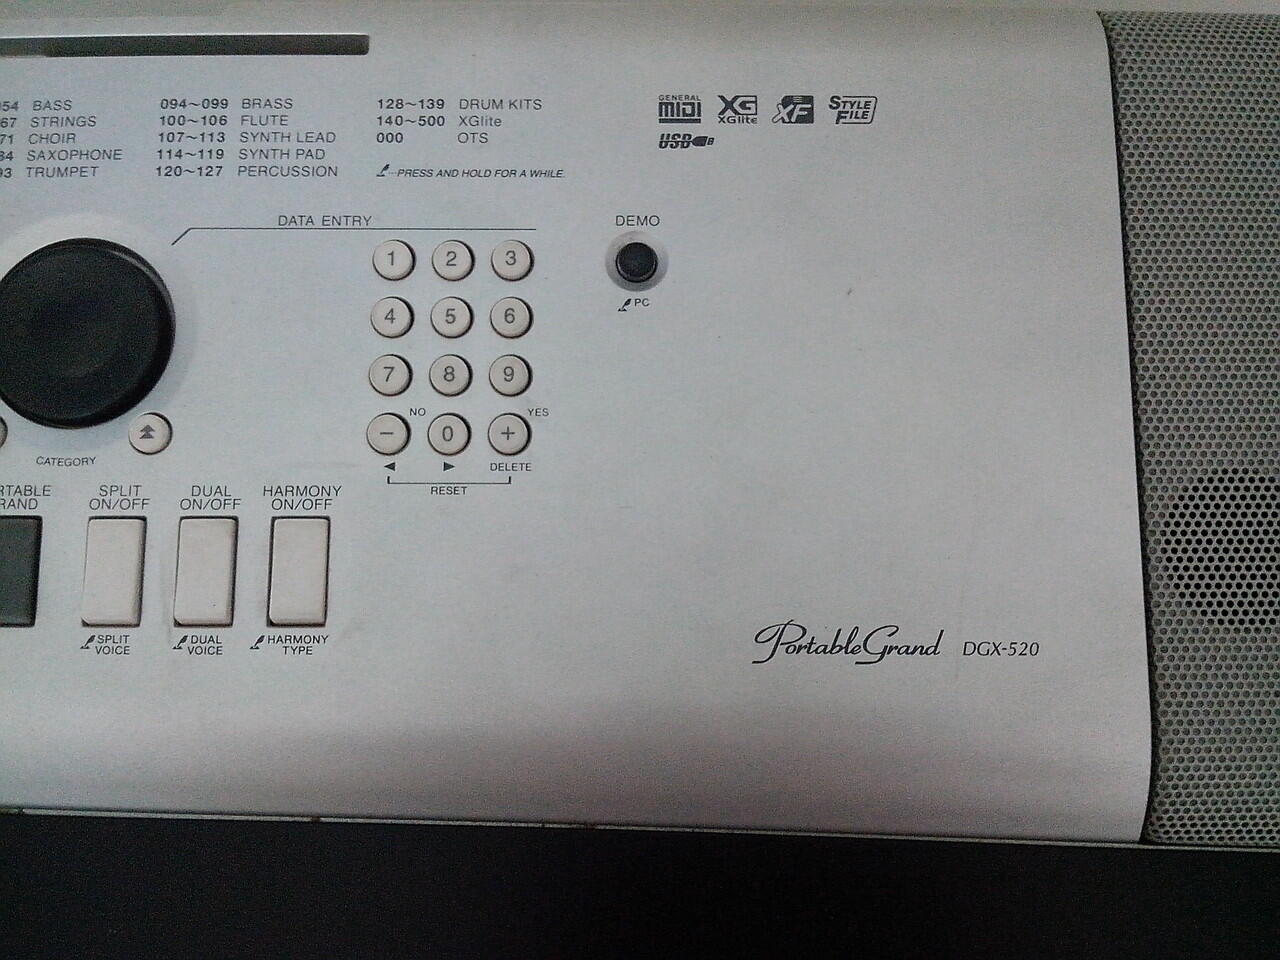 54 BASS 094~099 BRASS 128~139 DRUM KITS
67 STRINGS 100~106 FLUTE 140~500 XGlite
71 CHOIR 107~113 SYNTH LEAD 000 OTS
84 SAXOPHONE 114~119 SYNTH PAD
93 TRUMPET 120~127 PERCUSSION ···PRESS AND HOLD FOR A WHILE.
GENERAL MIDI XG XGlite XF STYLE FILE
USB B
DATA ENTRY
DEMO
1 2 3
PC
4 5 6
7 8 9
NO YES
- 0 +
CATEGORY
◀ ▶ DELETE
RESET
RTABLE RAND
SPLIT ON/OFF
DUAL ON/OFF
HARMONY ON/OFF
SPLIT VOICE
DUAL VOICE
HARMONY TYPE
Portable Grand DGX-520